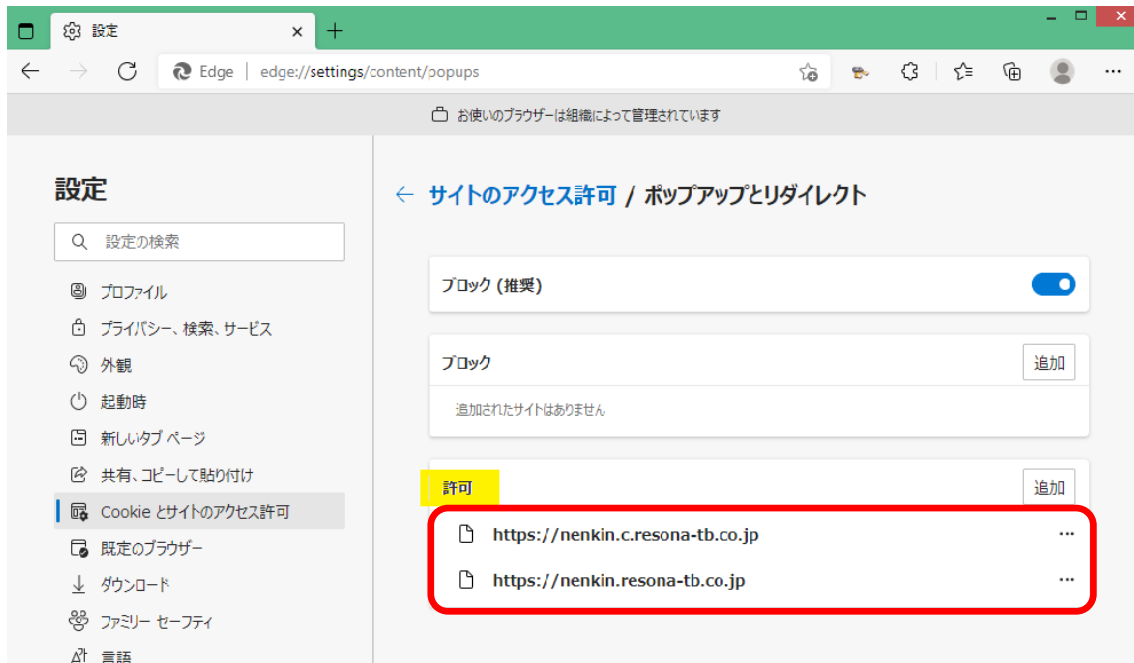 設定
Edge | edge://settings/content/popups
お使いのブラウザーは組織によって管理されています
設定
設定の検索
プロファイル
プライバシー、検索、サービス
外観
起動時
新しいタブ ページ
共有、コピーして貼り付け
Cookie とサイトのアクセス許可
既定のブラウザー
ダウンロード
ファミリー セーフティ
言語
サイトのアクセス許可 / ポップアップとリダイレクト
ブロック (推奨)
ブロック
追加
追加されたサイトはありません
許可
追加
https://nenkin.c.resona-tb.co.jp
https://nenkin.resona-tb.co.jp